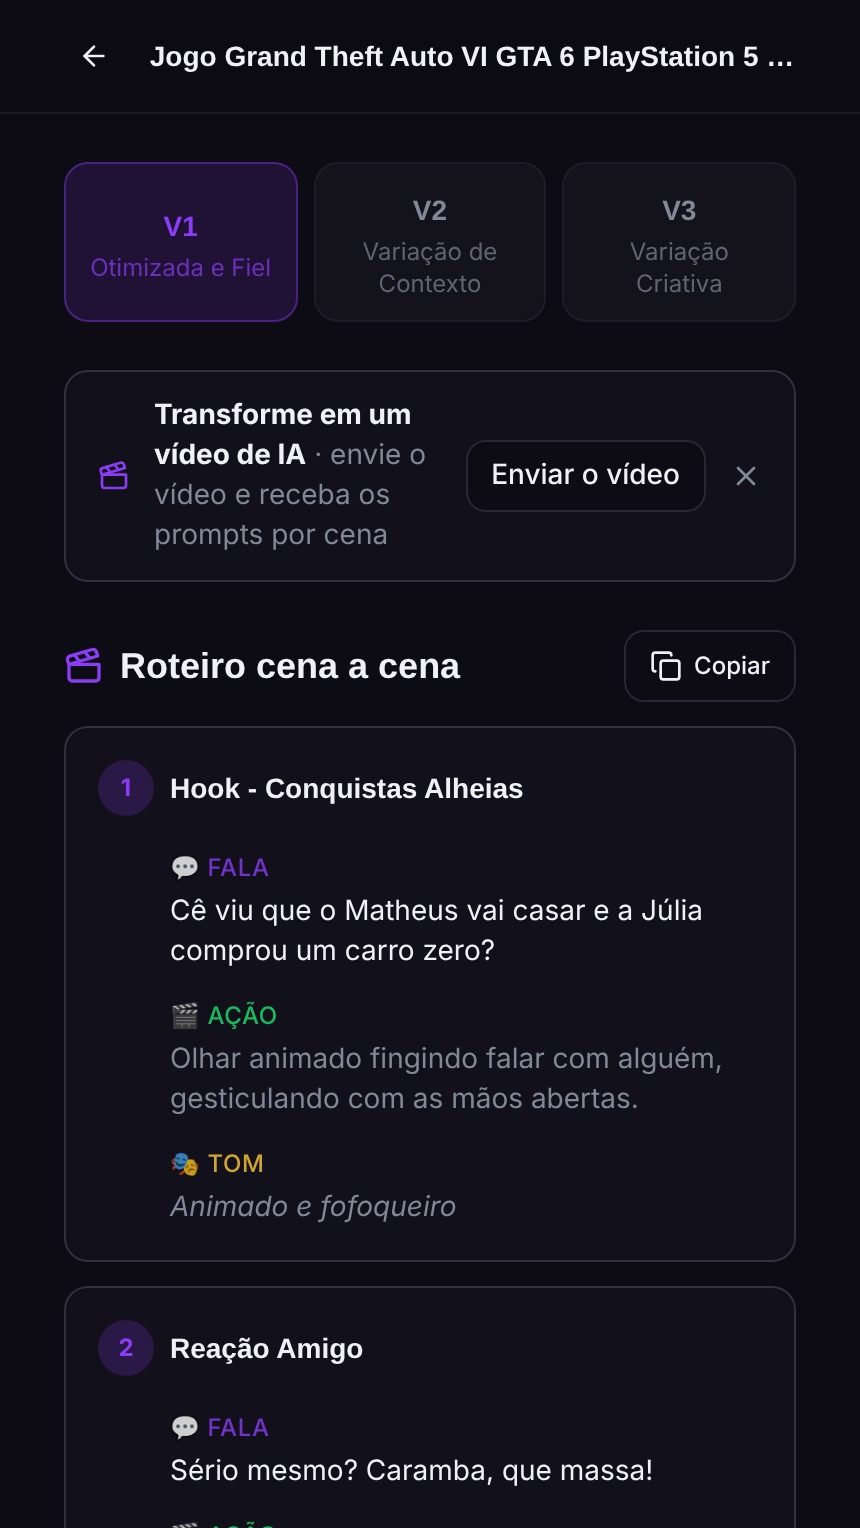 Jogo Grand Theft Auto VI GTA 6 PlayStation 5 ...
V1
Otimizada e Fiel
V2
Variação de
Contexto
V3
Variação
Criativa
Transforme em um
vídeo de IA · envie o
vídeo e receba os
prompts por cena
Enviar o vídeo
Roteiro cena a cena
Copiar
1
Hook - Conquistas Alheias
FALA
Cê viu que o Matheus vai casar e a Júlia
comprou um carro zero?
AÇÃO
Olhar animado fingindo falar com alguém,
gesticulando com as mãos abertas.
TOM
Animado e fofoqueiro
2
Reação Amigo
FALA
Sério mesmo? Caramba, que massa!